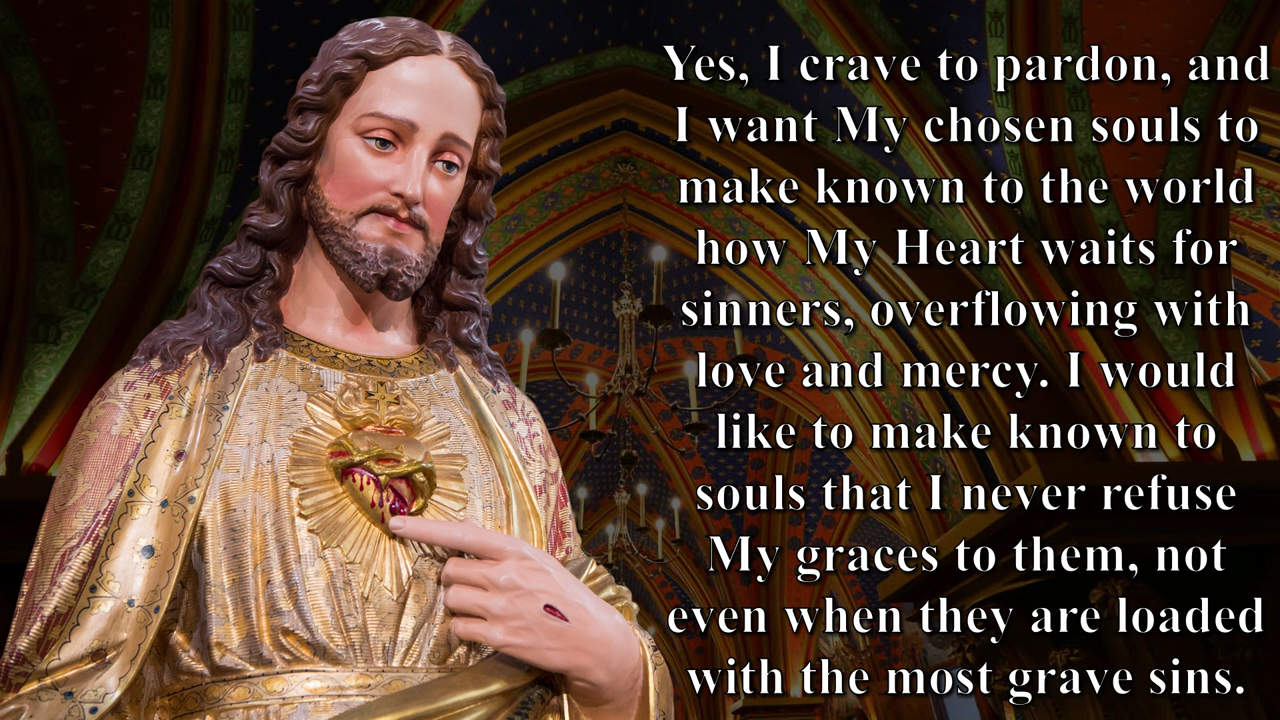 Yes, I crave to pardon, and
I want My chosen souls to
make known to the world
how My Heart waits for
sinners, overflowing with
love and mercy. I would
like to make known to
souls that I never refuse
My graces to them, not
even when they are loaded
with the most grave sins.